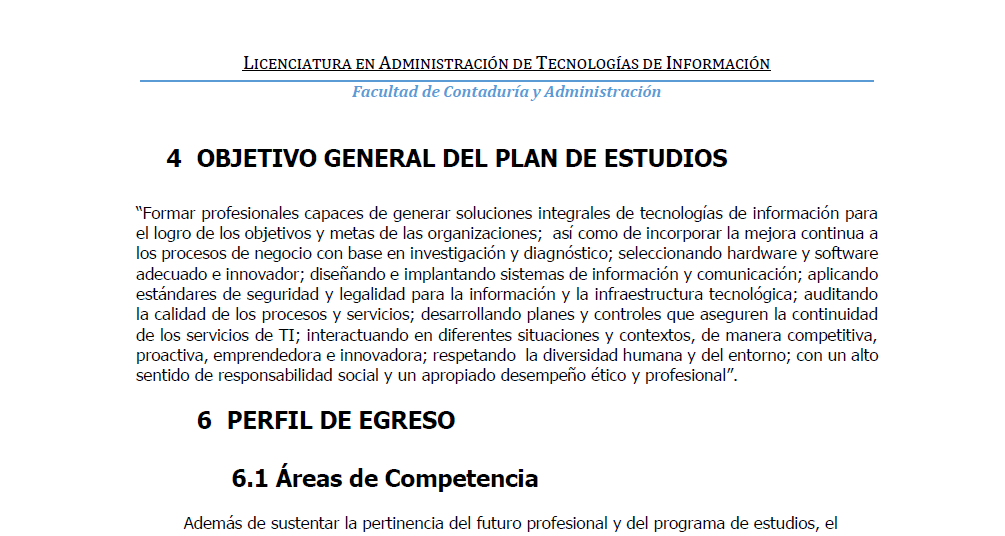 LICENCIATURA EN ADMINISTRACIÓN DE TECNOLOGÍAS DE INFORMACIÓN
Facultad de Contaduría y Administración
4 OBJETIVO GENERAL DEL PLAN DE ESTUDIOS
“Formar profesionales capaces de generar soluciones integrales de tecnologías de información para
el logro de los objetivos y metas de las organizaciones; así como de incorporar la mejora continua a
los procesos de negocio con base en investigación y diagnóstico; seleccionando hardware y software
adecuado e innovador; diseñando e implantando sistemas de información y comunicación; aplicando
estándares de seguridad y legalidad para la información y la infraestructura tecnológica; auditando
la calidad de los procesos y servicios; desarrollando planes y controles que aseguren la continuidad
de los servicios de TI; interactuando en diferentes situaciones y contextos, de manera competitiva,
proactiva, emprendedora e innovadora; respetando la diversidad humana y del entorno; con un alto
sentido de responsabilidad social y un apropiado desempeño ético y profesional”.
6 PERFIL DE EGRESO
6.1 Áreas de Competencia
Además de sustentar la pertinencia del futuro profesional y del programa de estudios, el